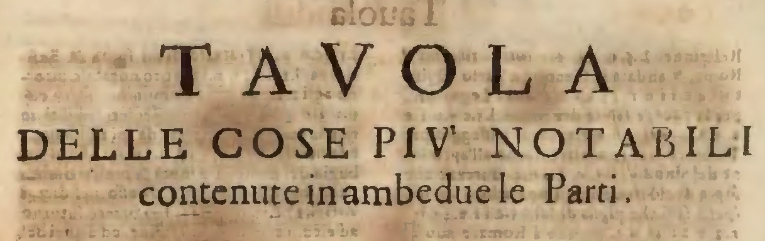 TAVOLA
DELLE COSE PIV' NOTABILI
contenute in ambedue le Parti.